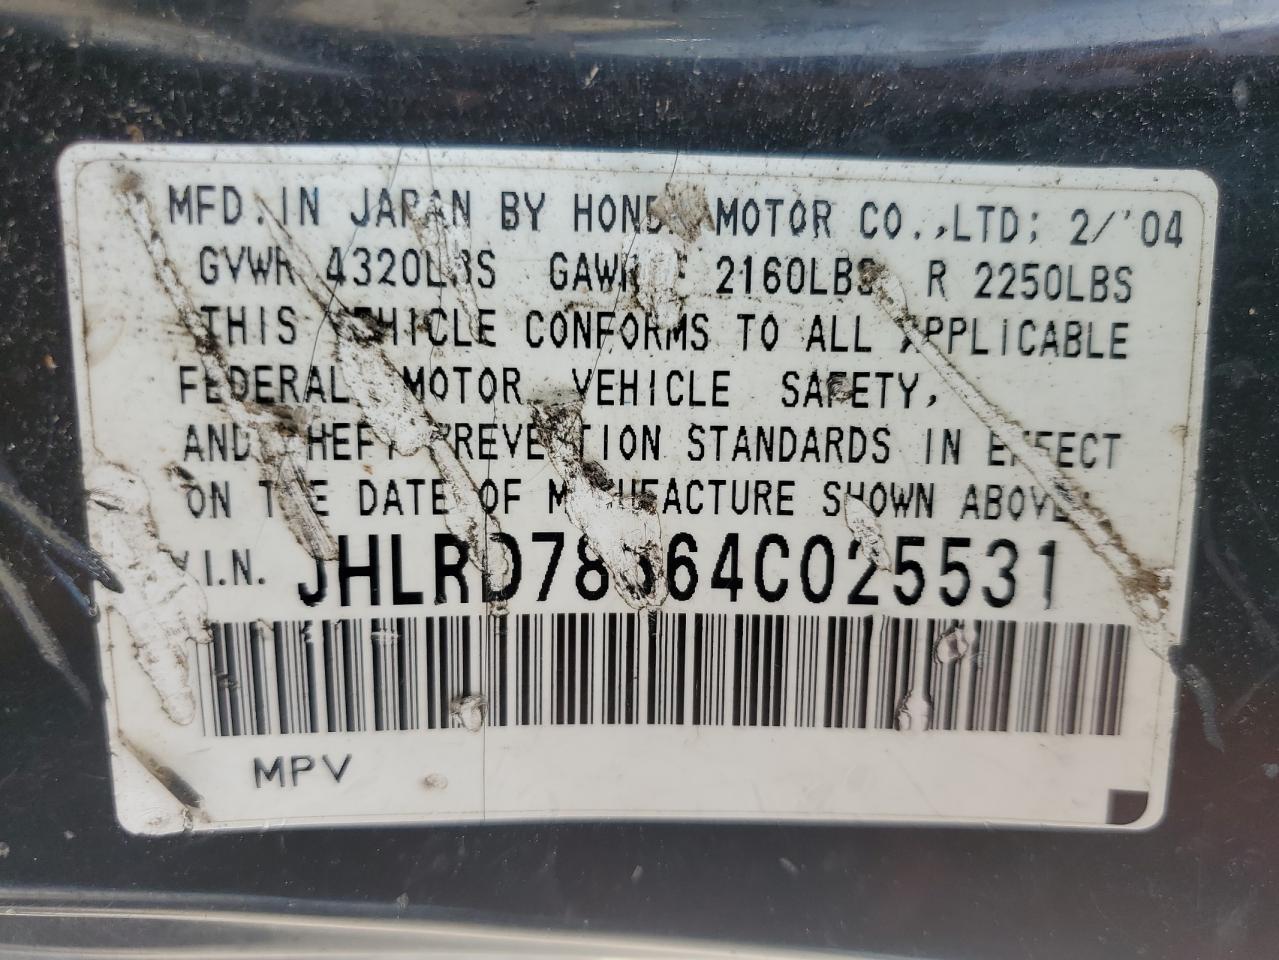 MFD. IN JAPAN BY HONDA MOTOR CO.,LTD; 2/'04
GVWR 4320LBS GAWR F 2160LBS R 2250LBS
THIS VEHICLE CONFORMS TO ALL APPLICABLE
FEDERAL MOTOR VEHICLE SAFETY,
AND THEFT PREVENTION STANDARDS IN EFFECT
ON THE DATE OF MANUFACTURE SHOWN ABOVE.
V.I.N. JHLRD78564C025531
MPV